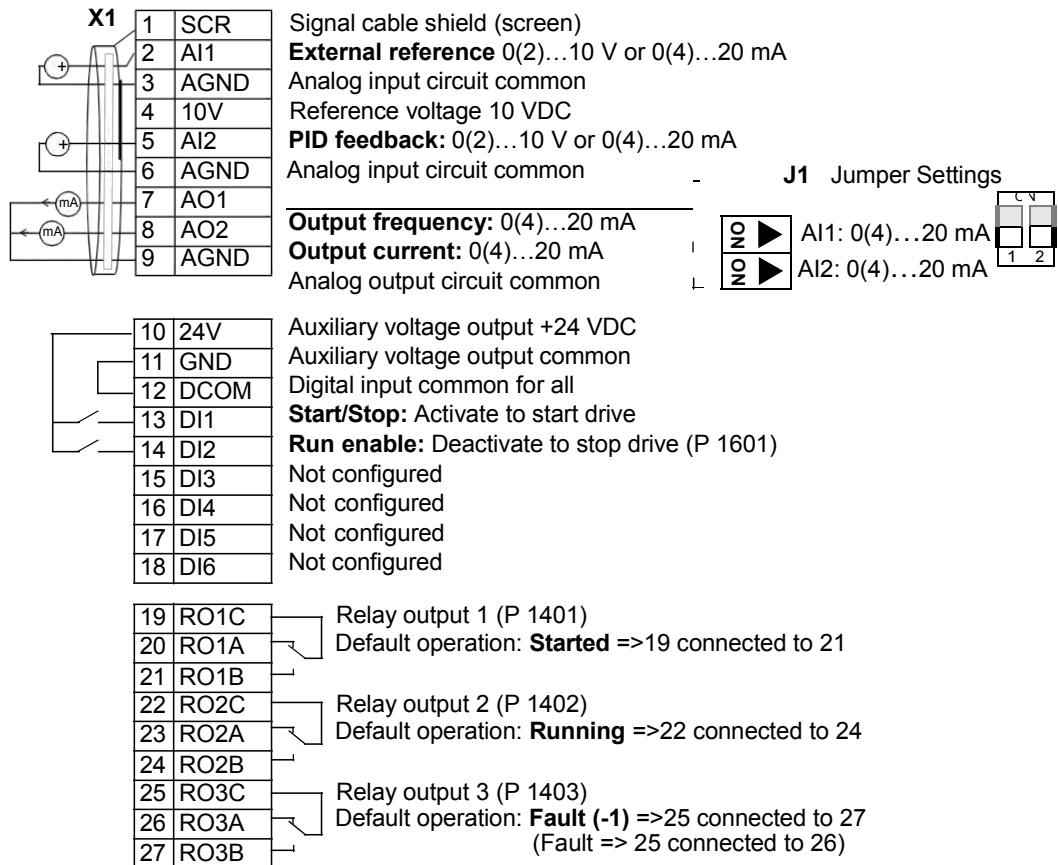 X1
1 SCR Signal cable shield (screen)
2 AI1 External reference 0(2)…10 V or 0(4)…20 mA
3 AGND Analog input circuit common
4 10V Reference voltage 10 VDC
5 AI2 PID feedback: 0(2)…10 V or 0(4)…20 mA
6 AGND Analog input circuit common
7 AO1 Output frequency: 0(4)…20 mA
8 AO2 Output current: 0(4)…20 mA
9 AGND Analog output circuit common
+
+
mA
mA
J1 Jumper Settings
ON AI1: 0(4)…20 mA
ON AI2: 0(4)…20 mA
1 2
10 24V Auxiliary voltage output +24 VDC
11 GND Auxiliary voltage output common
12 DCOM Digital input common for all
13 DI1 Start/Stop: Activate to start drive
14 DI2 Run enable: Deactivate to stop drive (P 1601)
15 DI3 Not configured
16 DI4 Not configured
17 DI5 Not configured
18 DI6 Not configured
19 RO1C Relay output 1 (P 1401)
20 RO1A Default operation: Started =>19 connected to 21
21 RO1B
22 RO2C Relay output 2 (P 1402)
23 RO2A Default operation: Running =>22 connected to 24
24 RO2B
25 RO3C Relay output 3 (P 1403)
26 RO3A Default operation: Fault (-1) =>25 connected to 27
27 RO3B (Fault => 25 connected to 26)